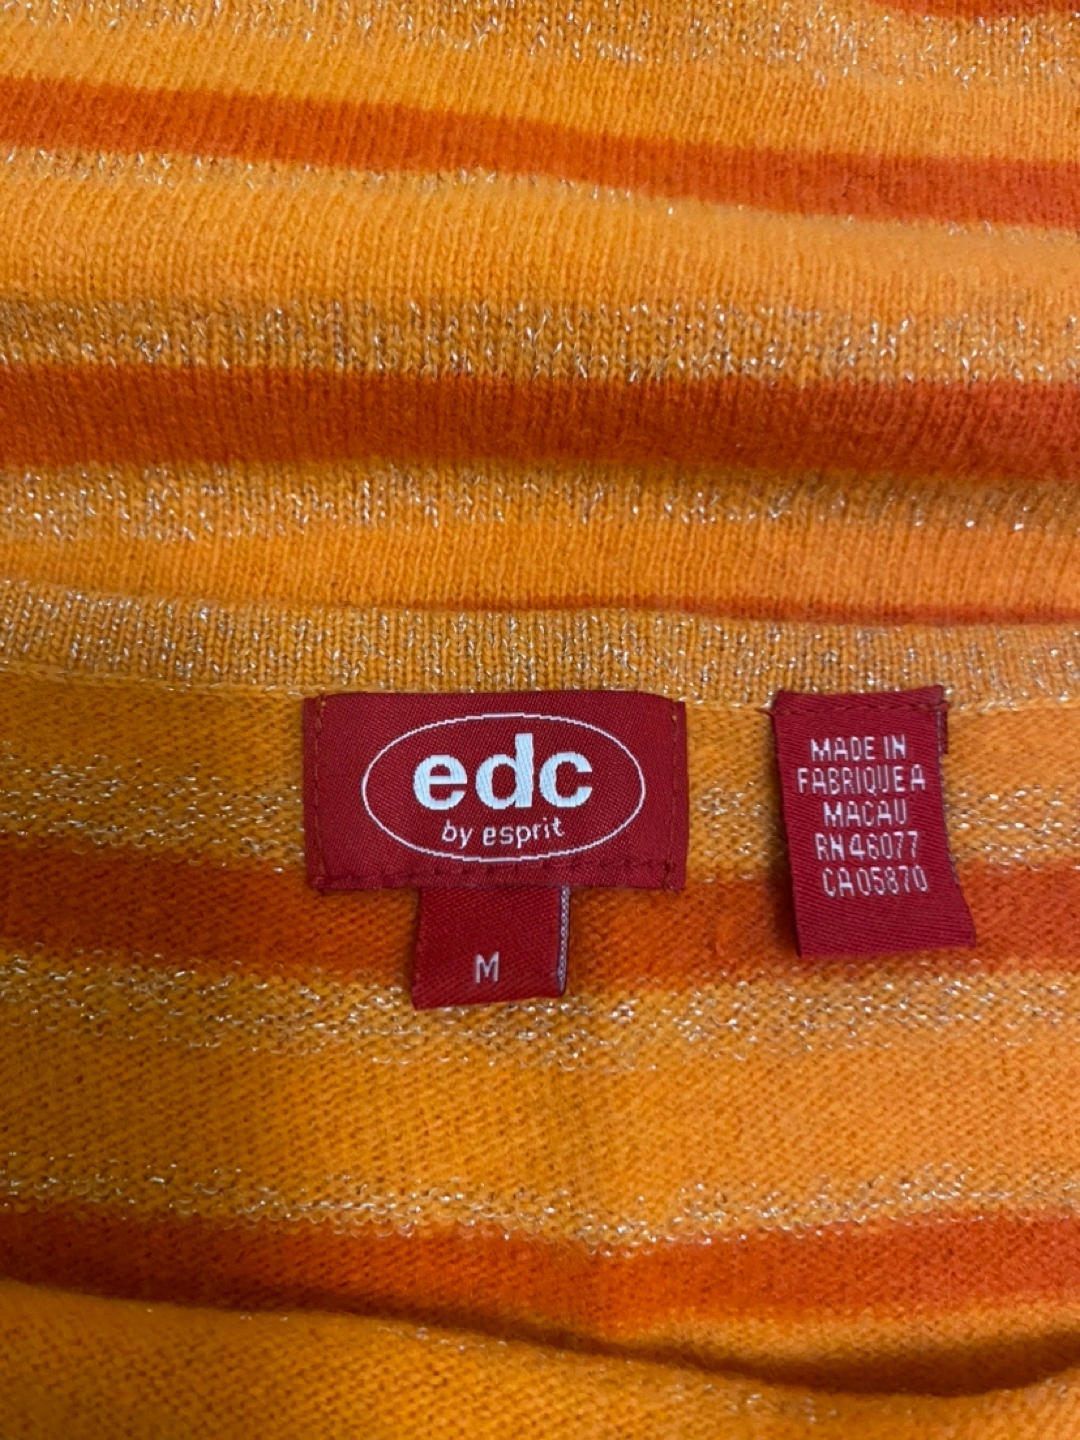 edc
by esprit
M
MADE IN
FABRIQUE A
MACAU
RN 46077
CA 05870